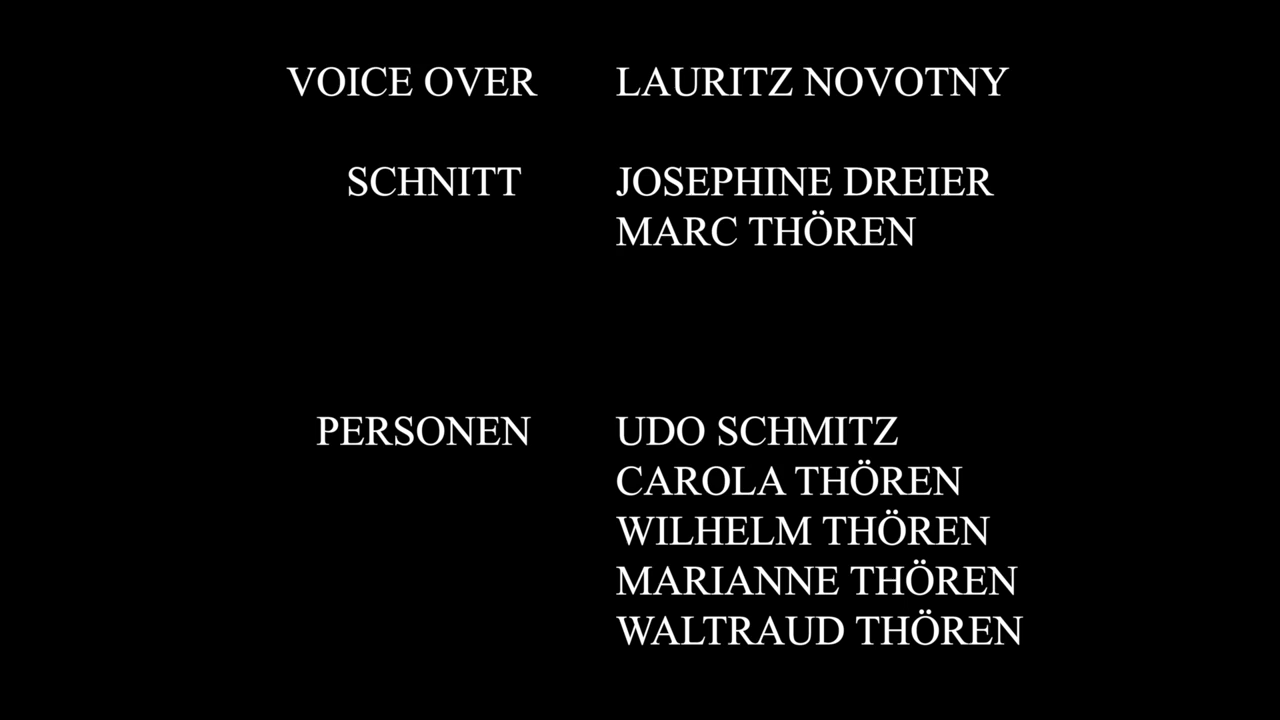 VOICE OVER LAURITZ NOVOTNY
SCHNITT JOSEPHINE DREIER
MARC THÖREN
PERSONEN UDO SCHMITZ
CAROLA THÖREN
WILHELM THÖREN
MARIANNE THÖREN
WALTRAUD THÖREN